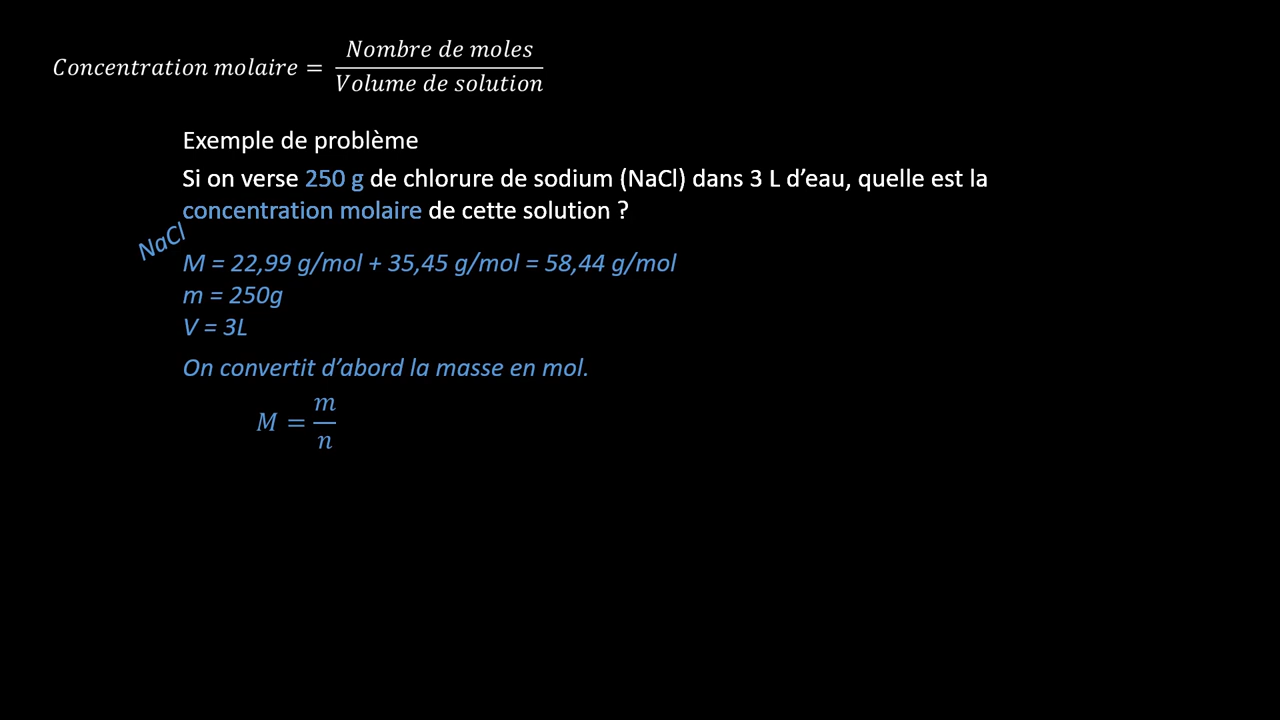 Concentration molaire = Nombre de moles / Volume de solution
Exemple de problème
Si on verse 250 g de chlorure de sodium (NaCl) dans 3 L d’eau, quelle est la
concentration molaire de cette solution ?
NaCl
M = 22,99 g/mol + 35,45 g/mol = 58,44 g/mol
m = 250g
V = 3L
On convertit d’abord la masse en mol.
M = m / n